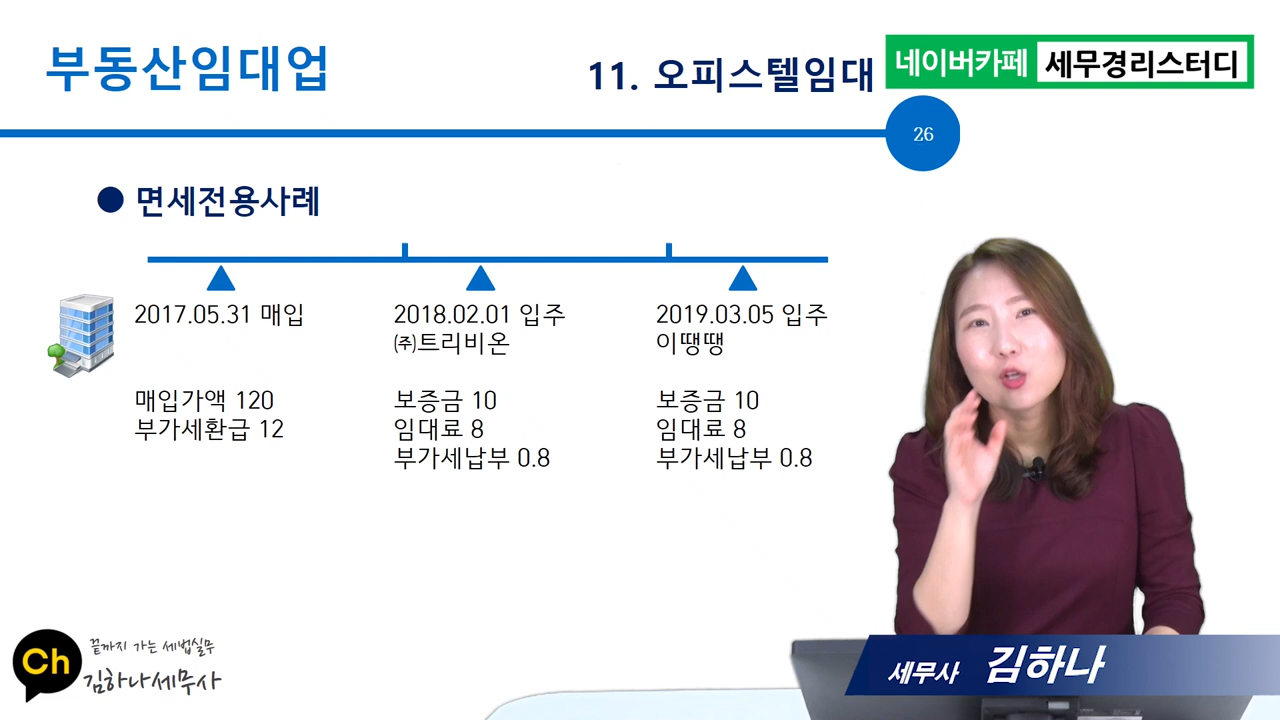 부동산임대업
11. 오피스텔임대
네이버카페 세무경리스터디
26
● 면세전용사례
2017.05.31 매입
매입가액 120
부가세환급 12
2018.02.01 입주
㈜트리비온
보증금 10
임대료 8
부가세납부 0.8
2019.03.05 입주
이땡땡
보증금 10
임대료 8
부가세납부 0.8
Ch
끝까지 가는 세법실무
김하나세무사
세무사 김하나